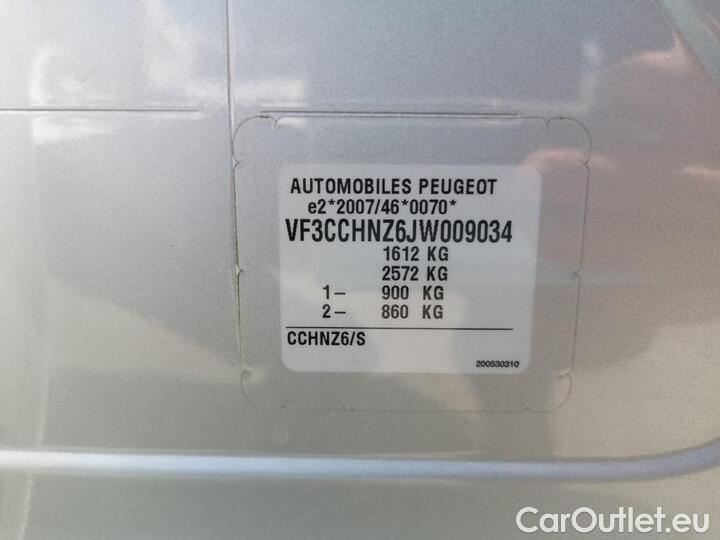 AUTOMOBILES PEUGEOT
e2*2007/46*0070*
VF3CCHNZ6JW009034
1612 KG
2572 KG
1- 900 KG
2- 860 KG
CCHNZ6/S
200530310
CarOutlet.eu